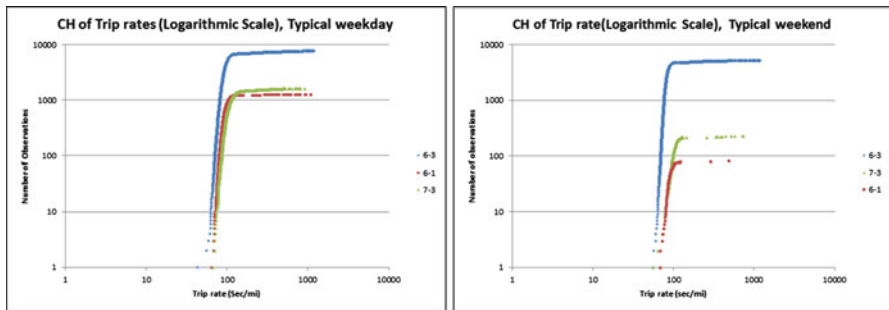 CH of Trip rates (Logarithmic Scale), Typical weekday
10000
1000
100
10
1
Number of Observations
1 10 100 1000 10000
Trip rate (Sec/mi)
6-3
6-1
7-3
CH of Trip rate(Logarithmic Scale), Typical weekend
10000
1000
100
10
1
Number of observations
1 10 100 1000 10000
Trip rate (Sec/mi)
6-3
7-3
6-1